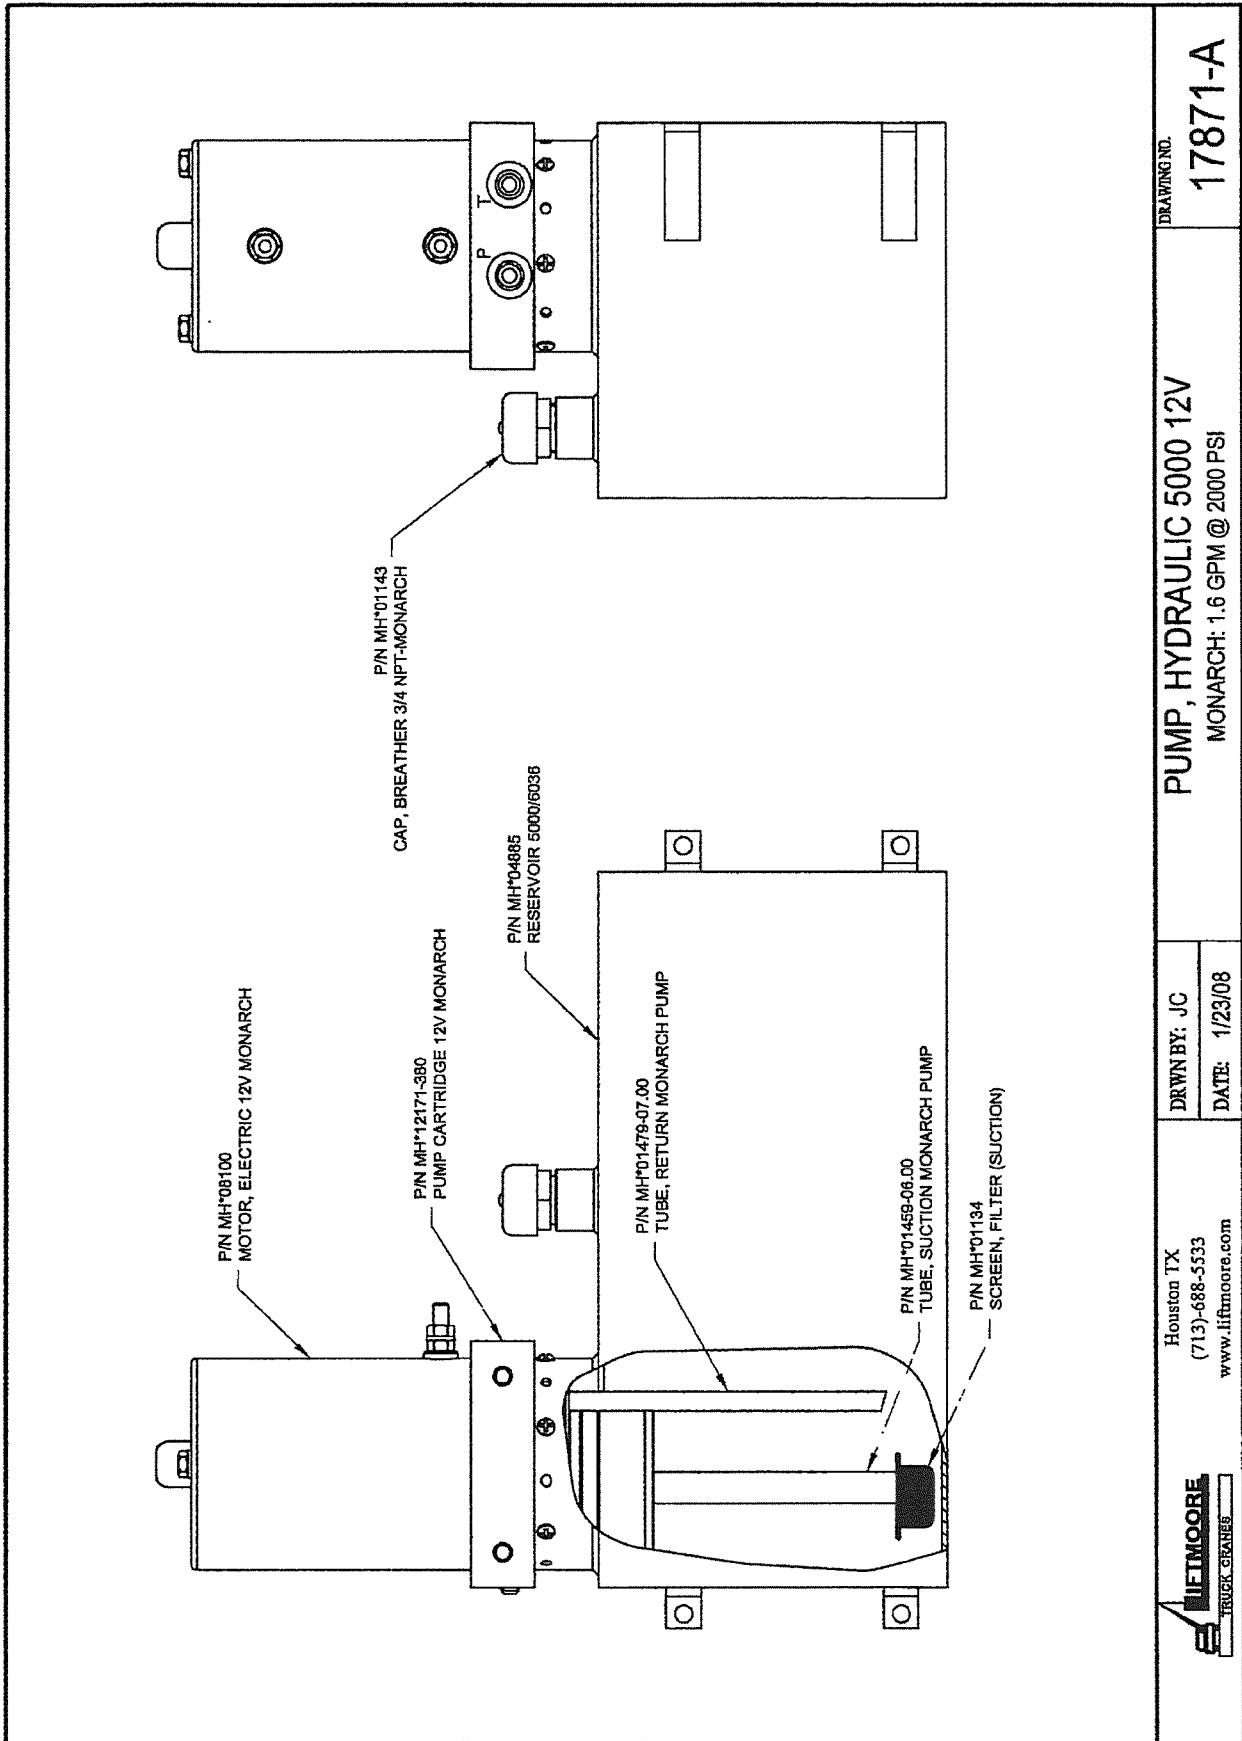 P/N MH*08100
MOTOR, ELECTRIC 12V MONARCH
P/N MH*12171-380
PUMP CARTRIDGE 12V MONARCH
P/N MH*04885
RESERVOIR 5000/6036
P/N MH*01479-07.00
TUBE, RETURN MONARCH PUMP
P/N MH*01459-06.00
TUBE, SUCTION MONARCH PUMP
P/N MH*01134
SCREEN, FILTER (SUCTION)
P/N MH*01143
CAP, BREATHER 3/4 NPT-MONARCH
P
T
LIFTMOORE
TRUCK CRANES
Houston TX
(713)-688-5533
www.liftmoore.com
DRWN BY: JC
DATE: 1/23/08
PUMP, HYDRAULIC 5000 12V
MONARCH: 1.6 GPM @ 2000 PSI
DRAWING NO.
17871-A